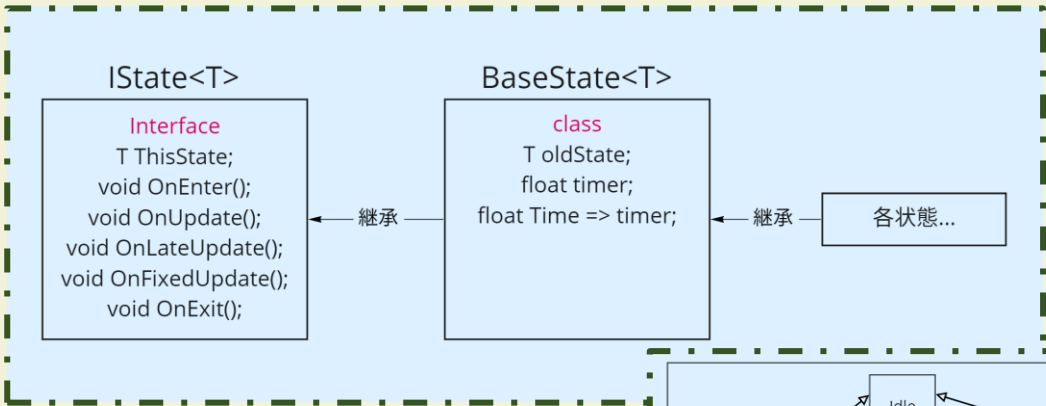 IState<T>
Interface
T ThisState;
void OnEnter();
void OnUpdate();
void OnLateUpdate();
void OnFixedUpdate();
void OnExit();
継承
BaseState<T>
class
T oldState;
float timer;
float Time => timer;
継承
各状態...
Idle